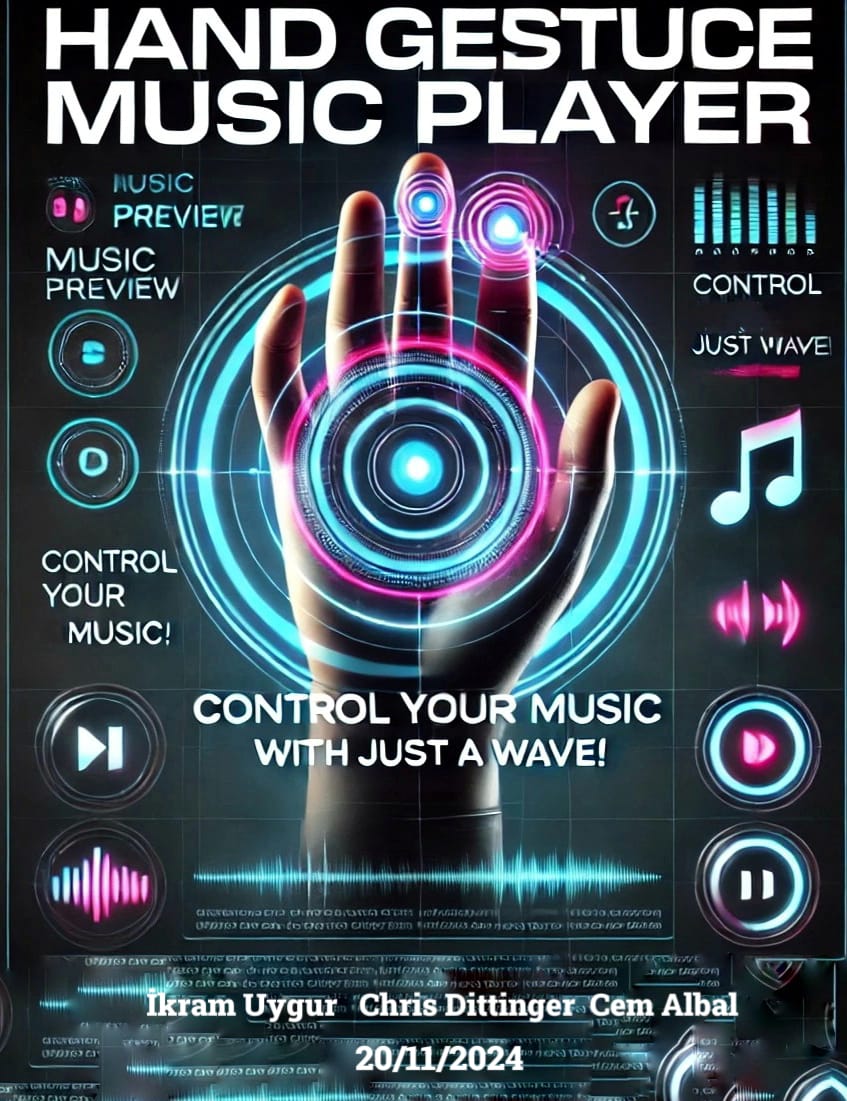 HAND GESTUCE
MUSIC PLAYER
MUSIC
PREVIEW
MUSIC
PREVIEW
CONTROL
JUST WAVE
CONTROL
YOUR
MUSIC!
CONTROL YOUR MUSIC
WITH JUST A WAVE!
İkram Uygur Chris Dittinger Cem Albal
20/11/2024